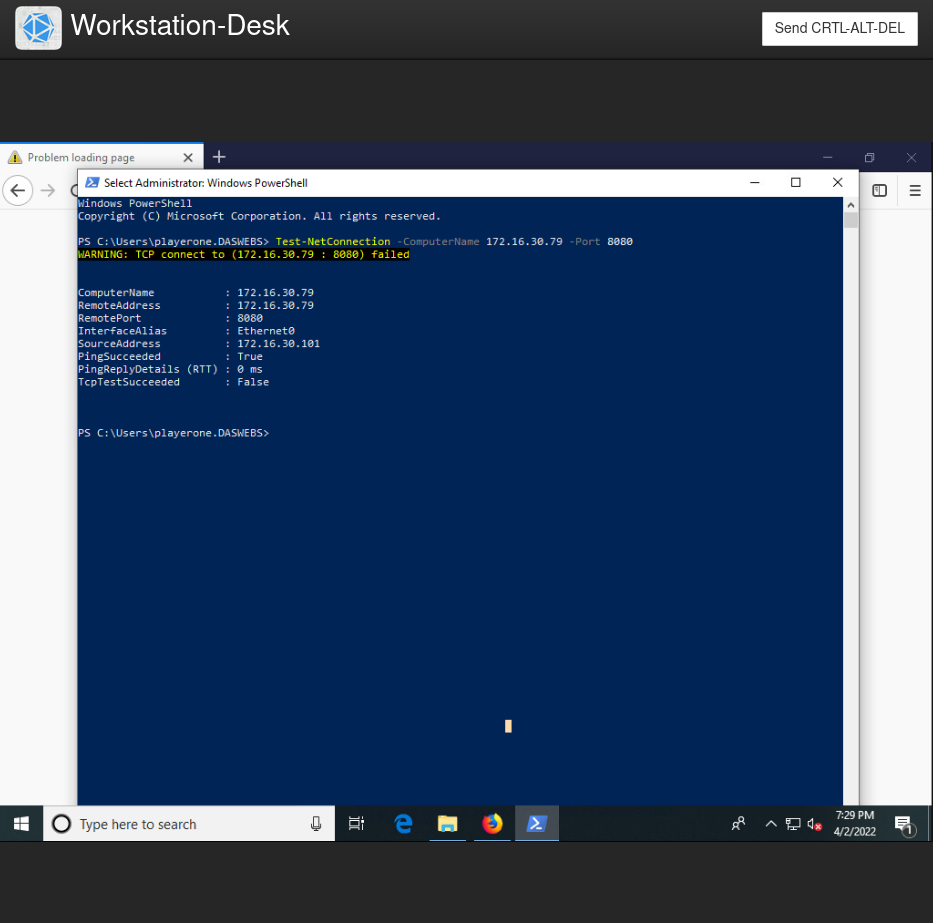 Workstation-Desk
Send CRTL-ALT-DEL
Problem loading page
Select Administrator: Windows PowerShell
Windows PowerShell
Copyright (C) Microsoft Corporation. All rights reserved.
PS C:\Users\playerone.DASWEBS> Test-NetConnection -ComputerName 172.16.30.79 -Port 8080
WARNING: TCP connect to (172.16.30.79 : 8080) failed
ComputerName : 172.16.30.79
RemoteAddress : 172.16.30.79
RemotePort : 8080
InterfaceAlias : Ethernet0
SourceAddress : 172.16.30.101
PingSucceeded : True
PingReplyDetails (RTT) : 0 ms
TcpTestSucceeded : False
PS C:\Users\playerone.DASWEBS>
Type here to search
7:29 PM
4/2/2022
1